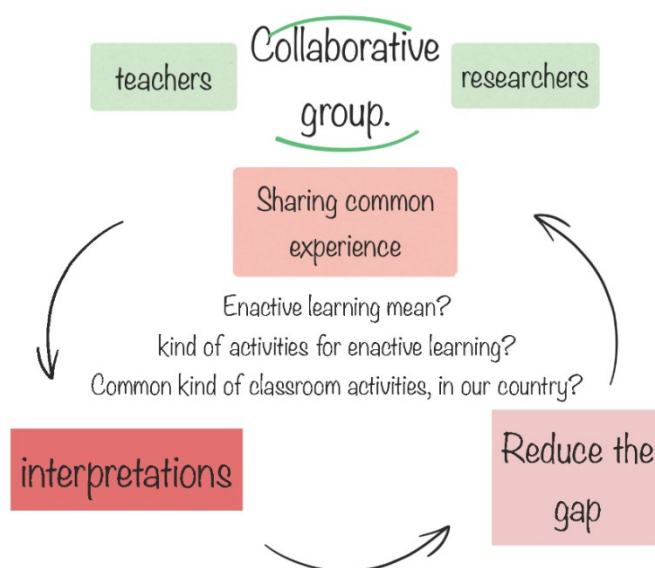 Collaborative
group.
teachers
researchers
Sharing common
experience
Enactive learning mean?
kind of activities for enactive learning?
Common kind of classroom activities, in our country?
interpretations
Reduce the
gap